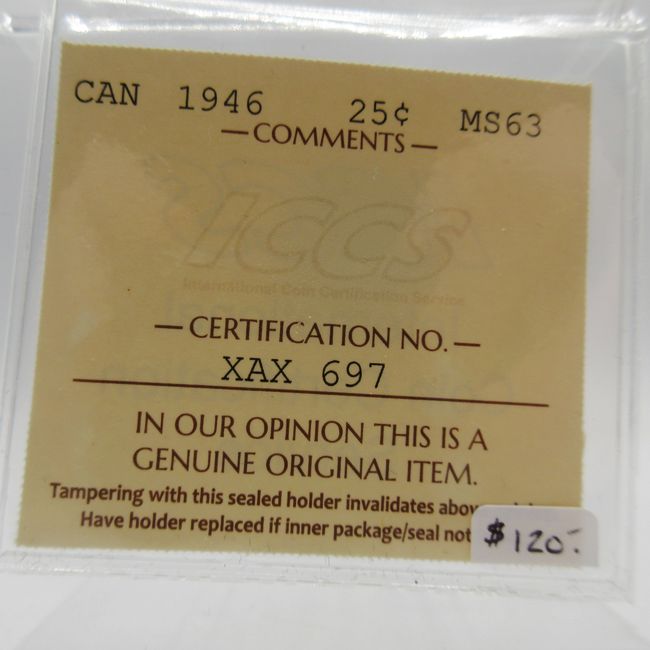 CAN 1946 25¢ MS63
—COMMENTS—
ICCS
International Coin Certification Service
— CERTIFICATION NO. —
XAX 697
IN OUR OPINION THIS IS A
GENUINE ORIGINAL ITEM.
Tampering with this sealed holder invalidates
Have holder replaced if inner package/seal not
$120.-